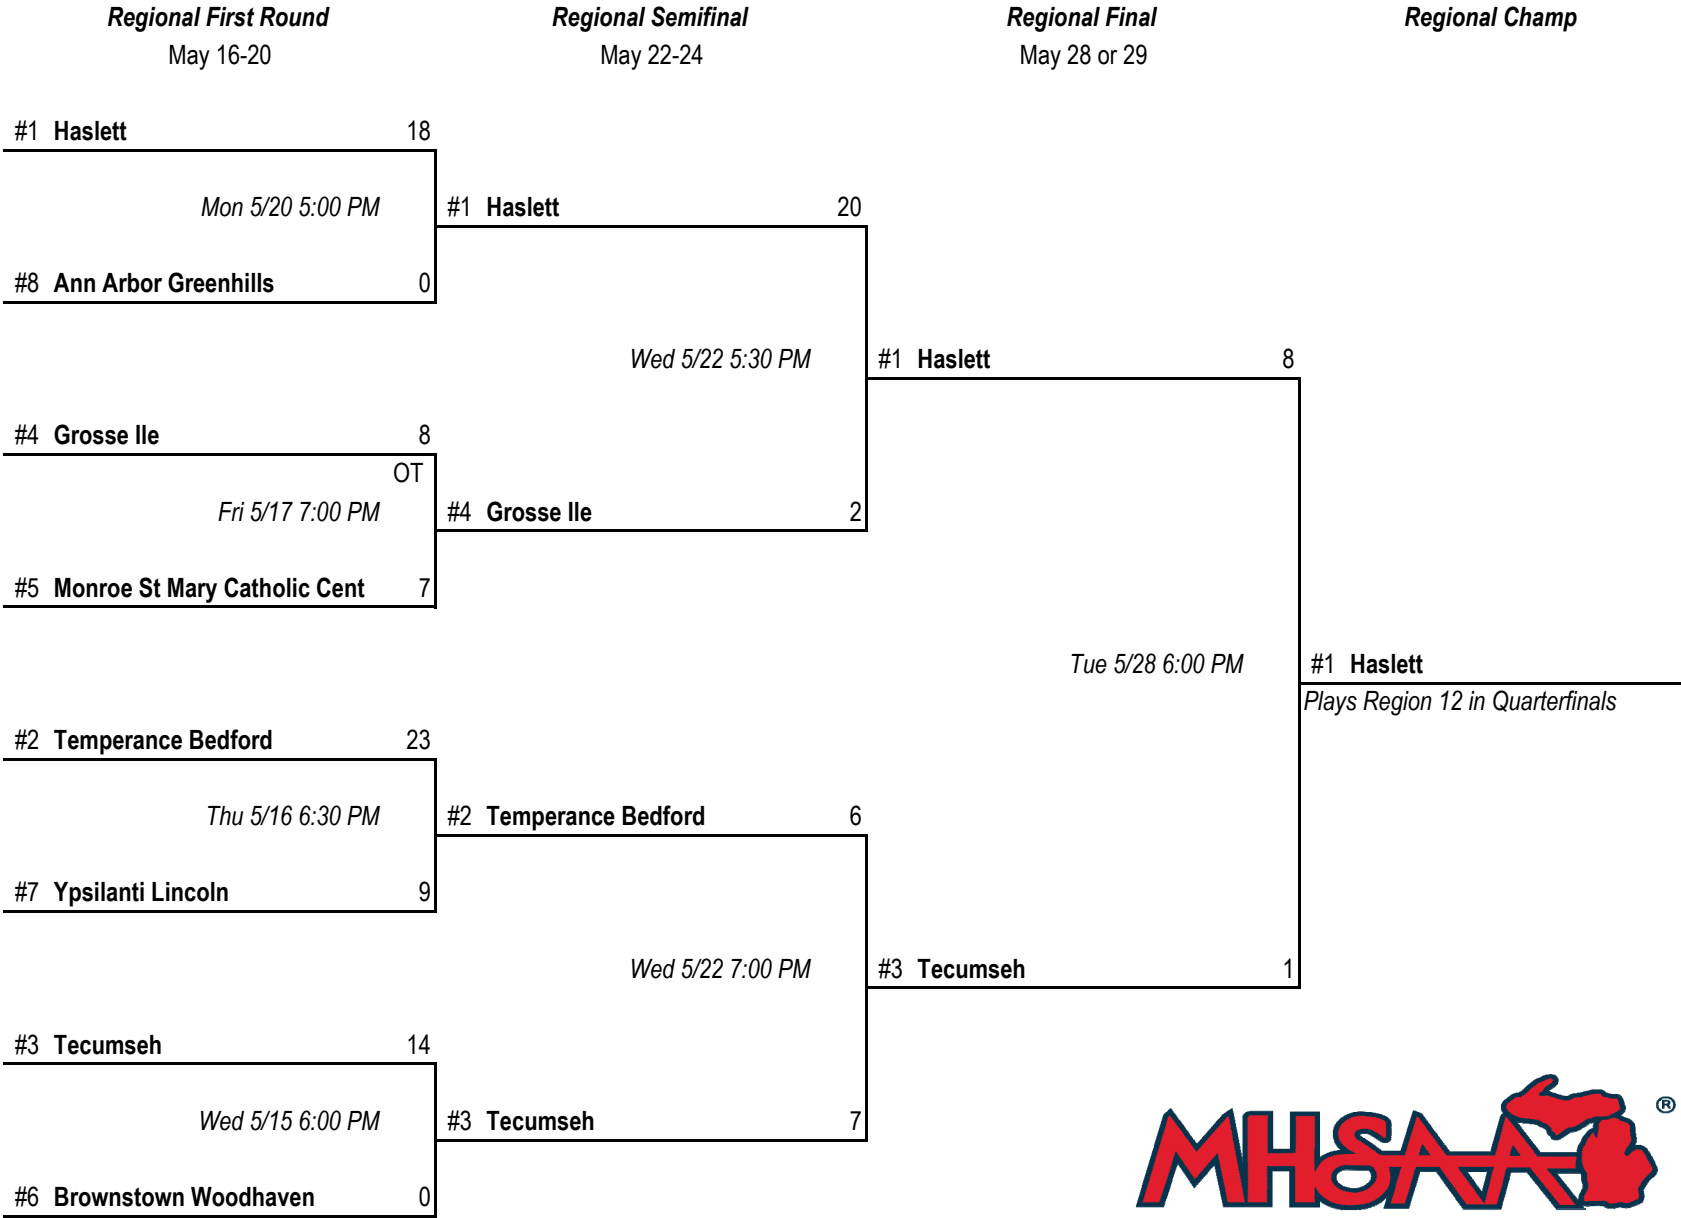 Regional First Round Regional Semifinal Regional Final Regional Champ
May 16-20 May 22-24 May 28 or 29
#1 Haslett 18
Mon 5/20 5:00 PM #1 Haslett 20
#8 Ann Arbor Greenhills 0
Wed 5/22 5:30 PM #1 Haslett 8
#4 Grosse Ile 8
OT
Fri 5/17 7:00 PM #4 Grosse Ile 2
#5 Monroe St Mary Catholic Cent 7
Tue 5/28 6:00 PM #1 Haslett
Plays Region 12 in Quarterfinals
#2 Temperance Bedford 23
Thu 5/16 6:30 PM #2 Temperance Bedford 6
#7 Ypsilanti Lincoln 9
Wed 5/22 7:00 PM #3 Tecumseh 1
#3 Tecumseh 14
Wed 5/15 6:00 PM #3 Tecumseh 7
MHSAA ®
#6 Brownstown Woodhaven 0